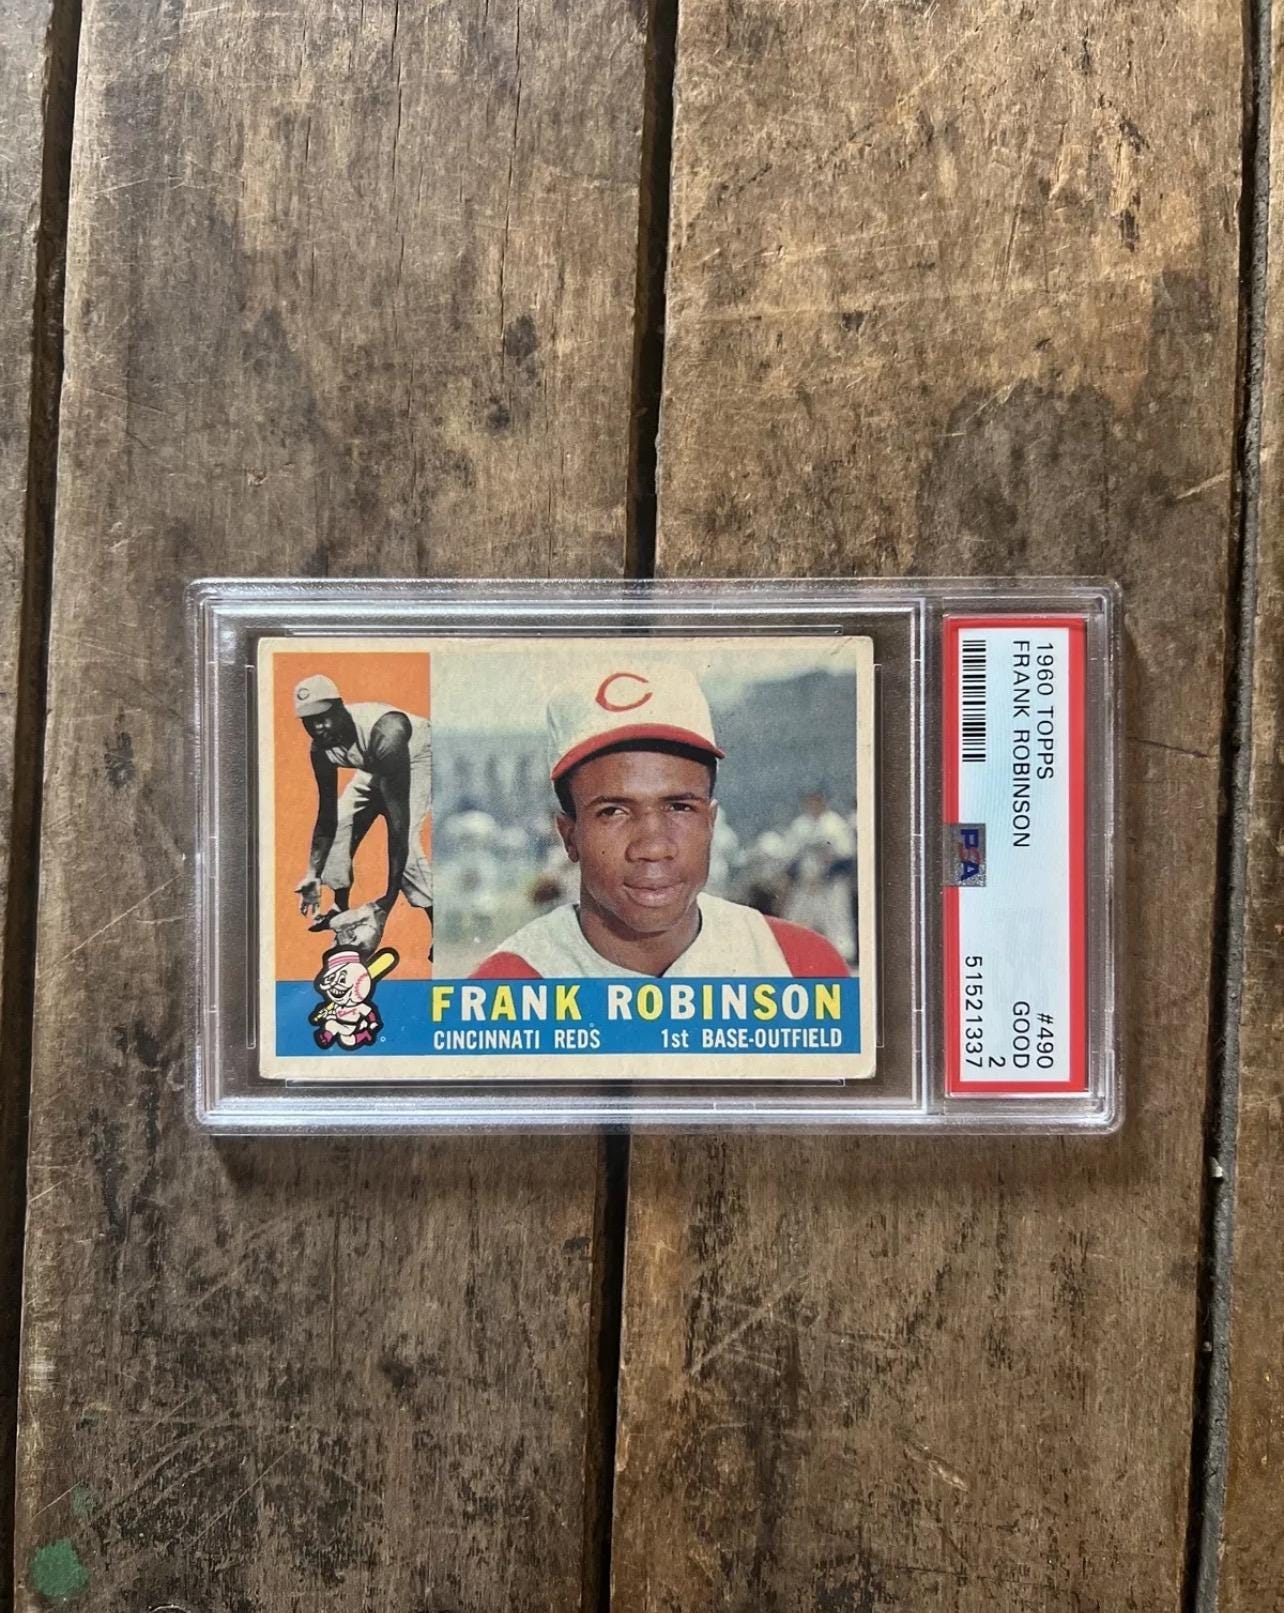 C
C
FRANK ROBINSON
CINCINNATI REDS 1st BASE-OUTFIELD
1960 TOPPS #490
FRANK ROBINSON GOOD
2
PSA
51521337